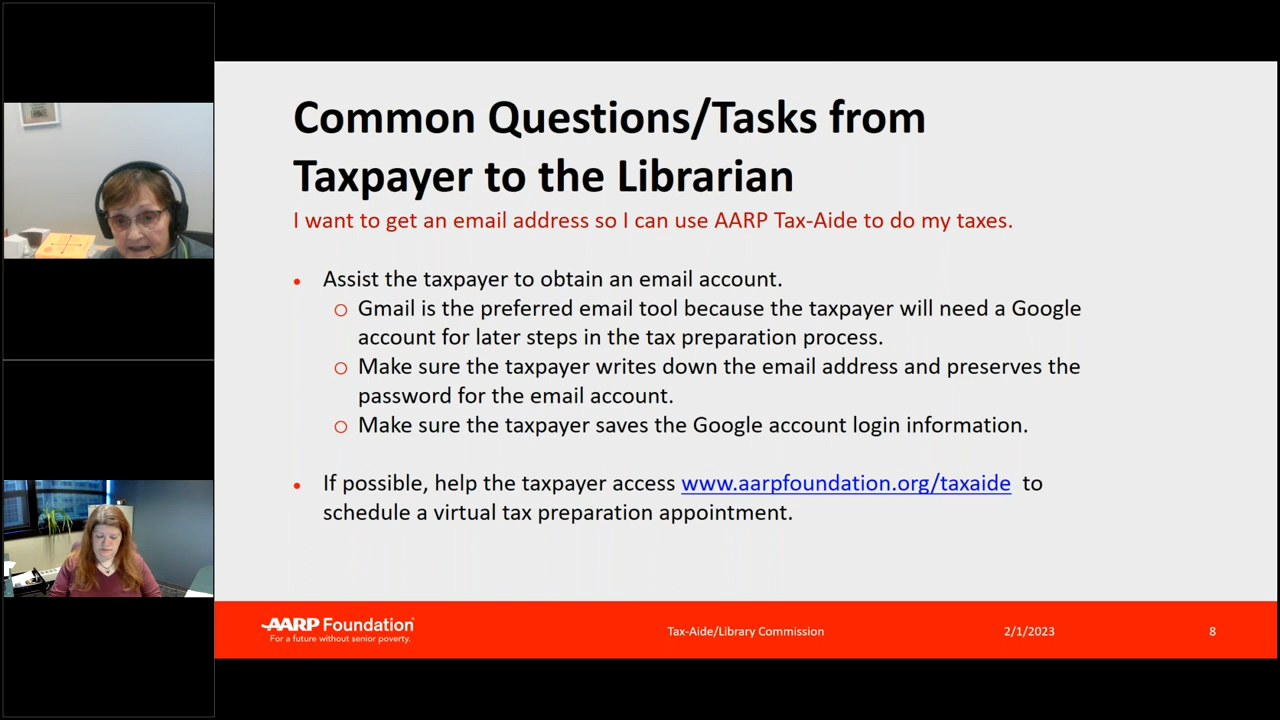 Common Questions/Tasks from
Taxpayer to the Librarian
I want to get an email address so I can use AARP Tax-Aide to do my taxes.
• Assist the taxpayer to obtain an email account.
○ Gmail is the preferred email tool because the taxpayer will need a Google
account for later steps in the tax preparation process.
○ Make sure the taxpayer writes down the email address and preserves the
password for the email account.
○ Make sure the taxpayer saves the Google account login information.
• If possible, help the taxpayer access www.aarpfoundation.org/taxaide to
schedule a virtual tax preparation appointment.
AARP Foundation
For a future without senior poverty.
Tax-Aide/Library Commission
2/1/2023
8